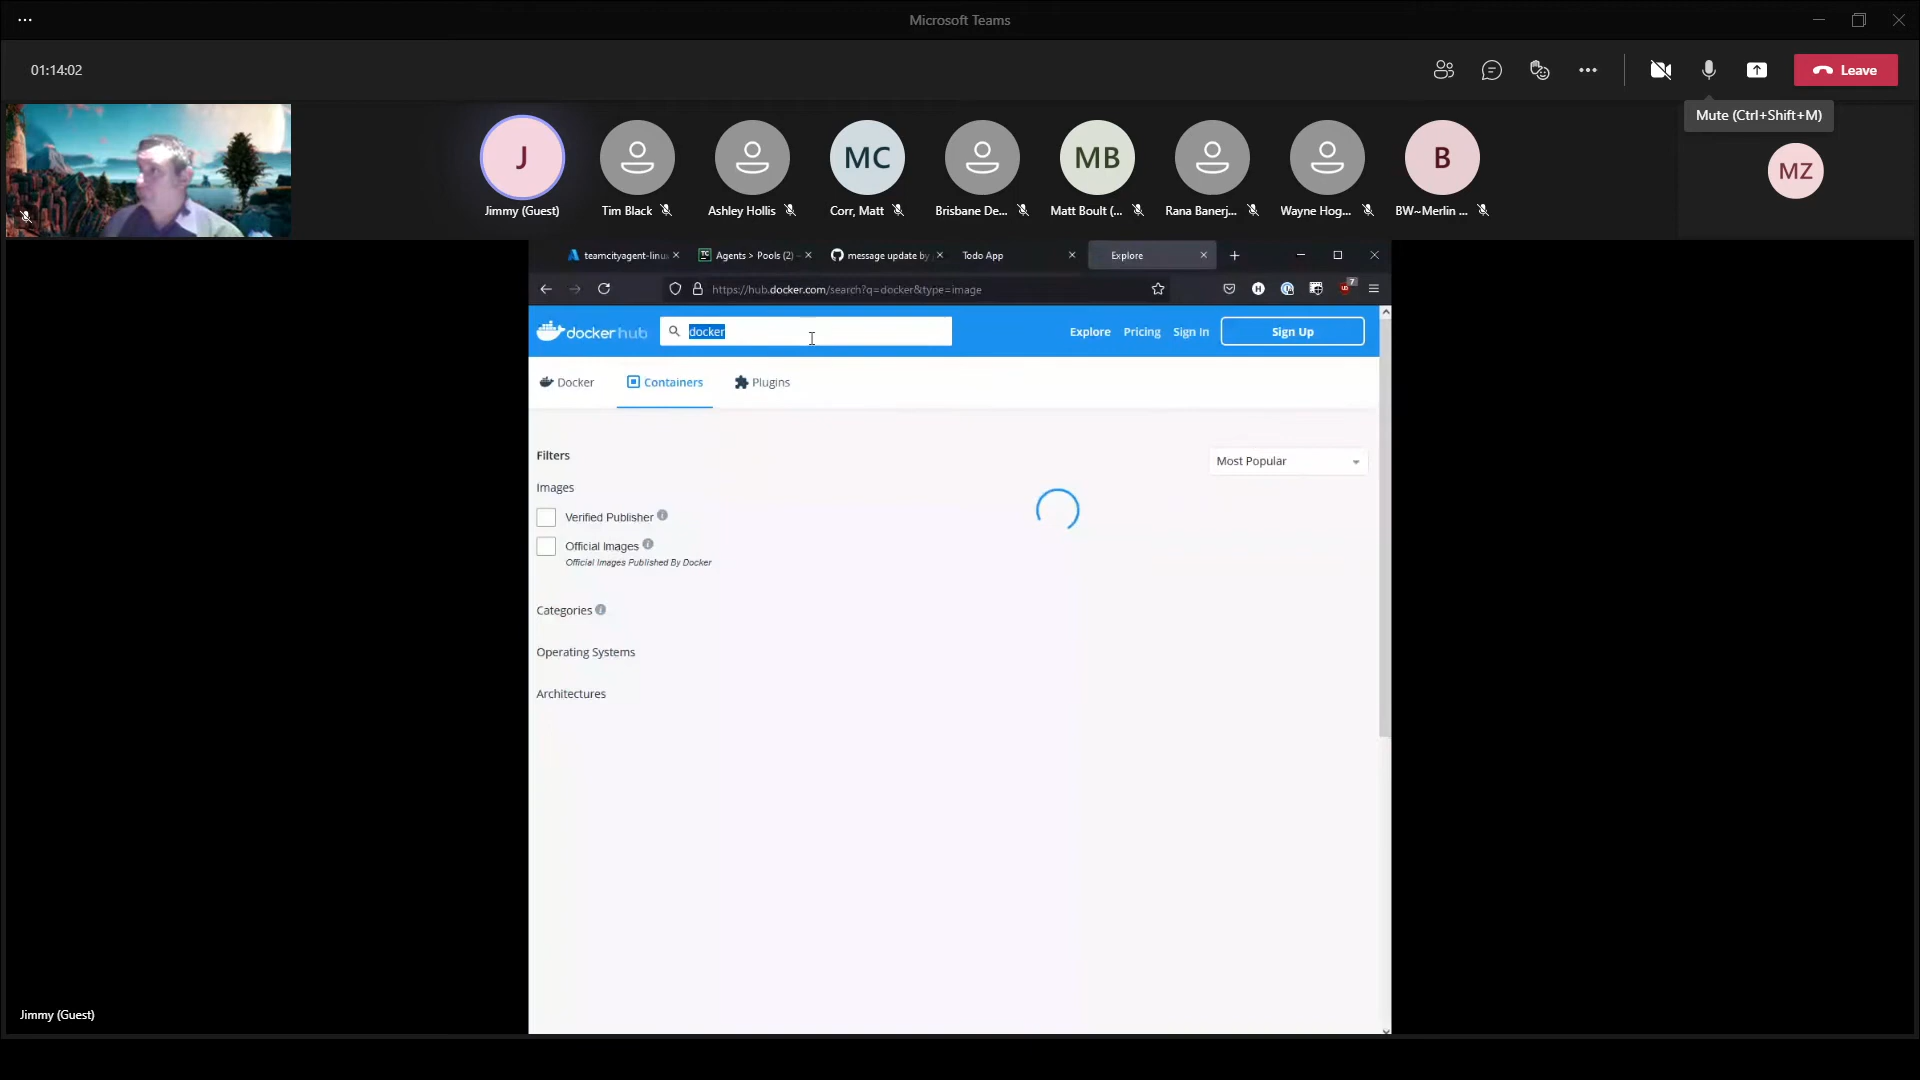 Microsoft Teams
01:14:02
Leave
Mute (Ctrl+Shift+M)
J
MC
MB
B
MZ
Jimmy (Guest)
Tim Black
Ashley Hollis
Corr, Matt
Brisbane De...
Matt Boult (...
Rana Banerj...
Wayne Hog...
BW~Merlin ...
teamcityagent-linu
TC
Agents > Pools (2) -
message update by
Todo App
Explore
https://hub.docker.com/search?q=docker&type=image
7
docker hub
docker
Explore
Pricing
Sign In
Sign Up
Docker
Containers
Plugins
Filters
Most Popular
Images
Verified Publisher
Official Images
Official Images Published By Docker
Categories
Operating Systems
Architectures
Jimmy (Guest)